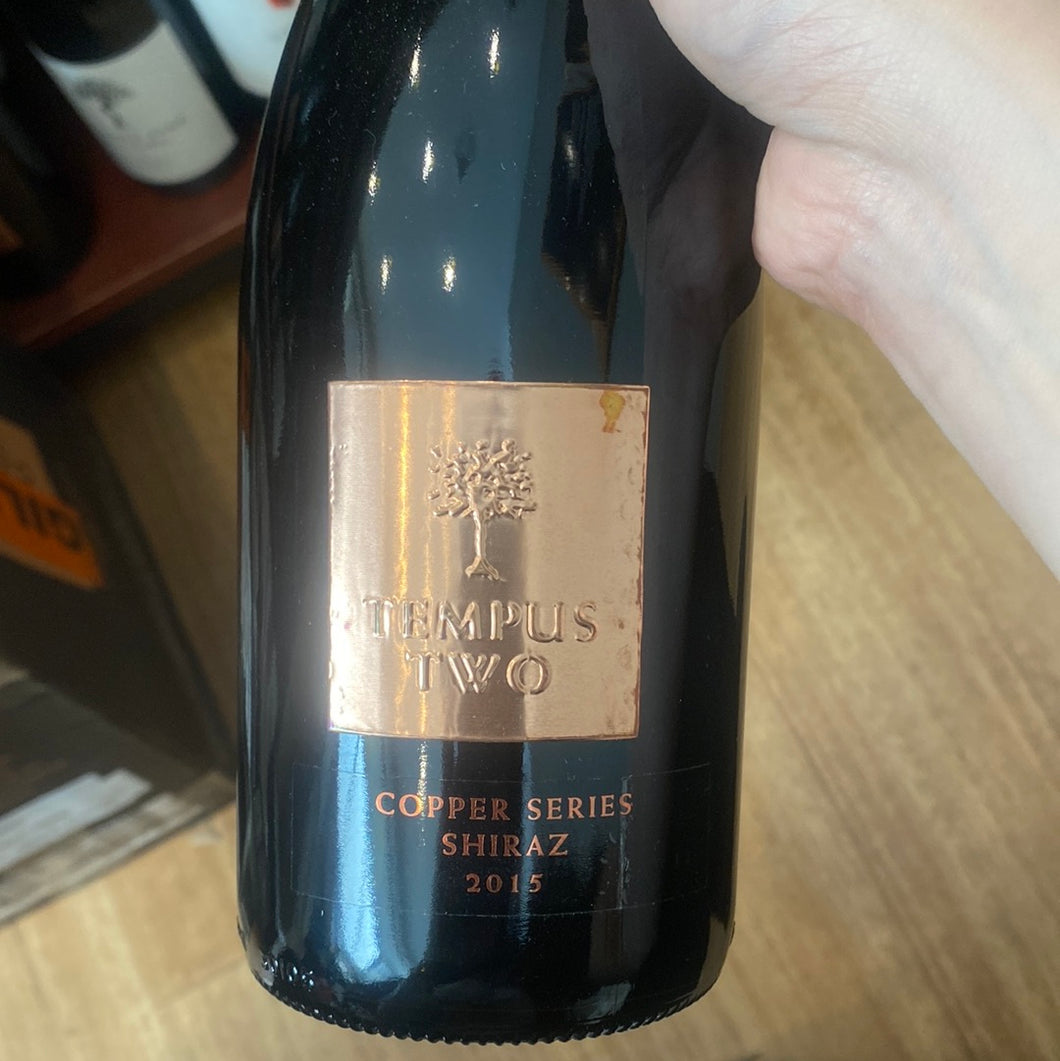 TEMPUS
TWO
COPPER SERIES
SHIRAZ
2015